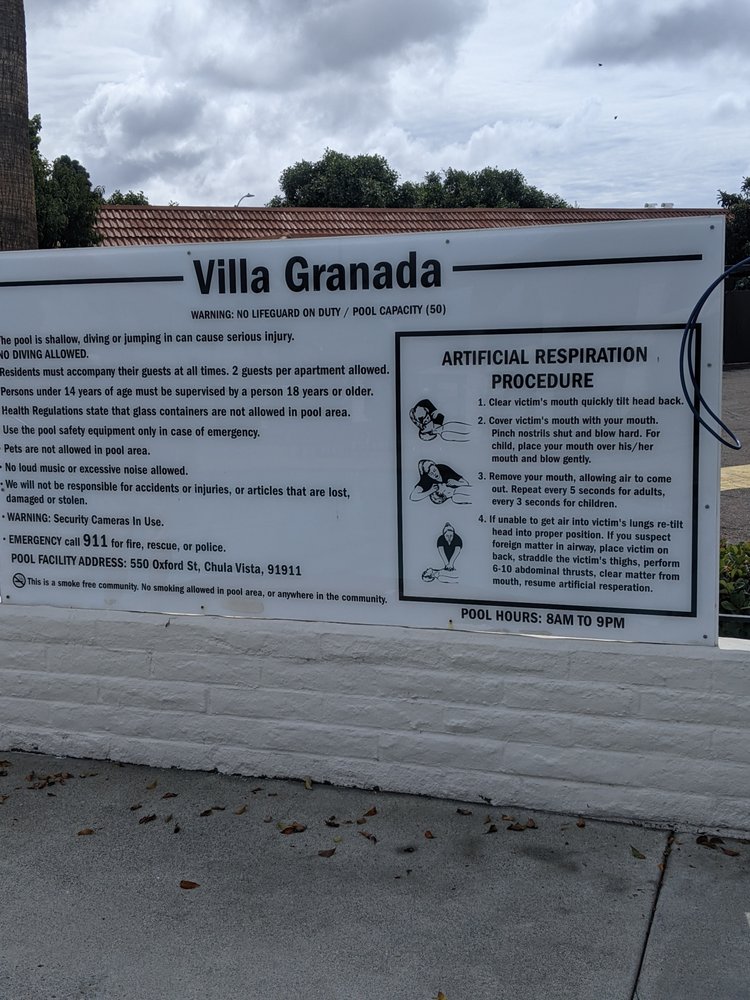 Villa Granada
WARNING: NO LIFEGUARD ON DUTY / POOL CAPACITY (50)
The pool is shallow, diving or jumping in can cause serious injury.
NO DIVING ALLOWED.
Residents must accompany their guests at all times. 2 guests per apartment allowed.
Persons under 14 years of age must be supervised by a person 18 years or older.
Health Regulations state that glass containers are not allowed in pool area.
Use the pool safety equipment only in case of emergency.
· Pets are not allowed in pool area.
· No loud music or excessive noise allowed.
· We will not be responsible for accidents or injuries, or articles that are lost,
damaged or stolen.
· WARNING: Security Cameras In Use.
· EMERGENCY call 911 for fire, rescue, or police.
POOL FACILITY ADDRESS: 550 Oxford St, Chula Vista, 91911
This is a smoke free community. No smoking allowed in pool area, or anywhere in the community.
ARTIFICIAL RESPIRATION
PROCEDURE
1. Clear victim's mouth quickly tilt head back.
2. Cover victim's mouth with your mouth.
Pinch nostrils shut and blow hard. For
child, place your mouth over his/her
mouth and blow gently.
3. Remove your mouth, allowing air to come
out. Repeat every 5 seconds for adults,
every 3 seconds for children.
4. If unable to get air into victim's lungs re-tilt
head into proper position. If you suspect
foreign matter in airway, place victim on
back, straddle the victim's thighs, perform
6-10 abdominal thrusts, clear matter from
mouth, resume artificial resperation.
POOL HOURS: 8AM TO 9PM